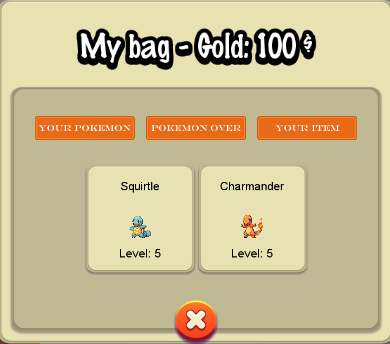 My bag - Gold: 100 $
YOUR POKEMON POKEMON OVER YOUR ITEM
Squirtle Charmander
Level: 5 Level: 5